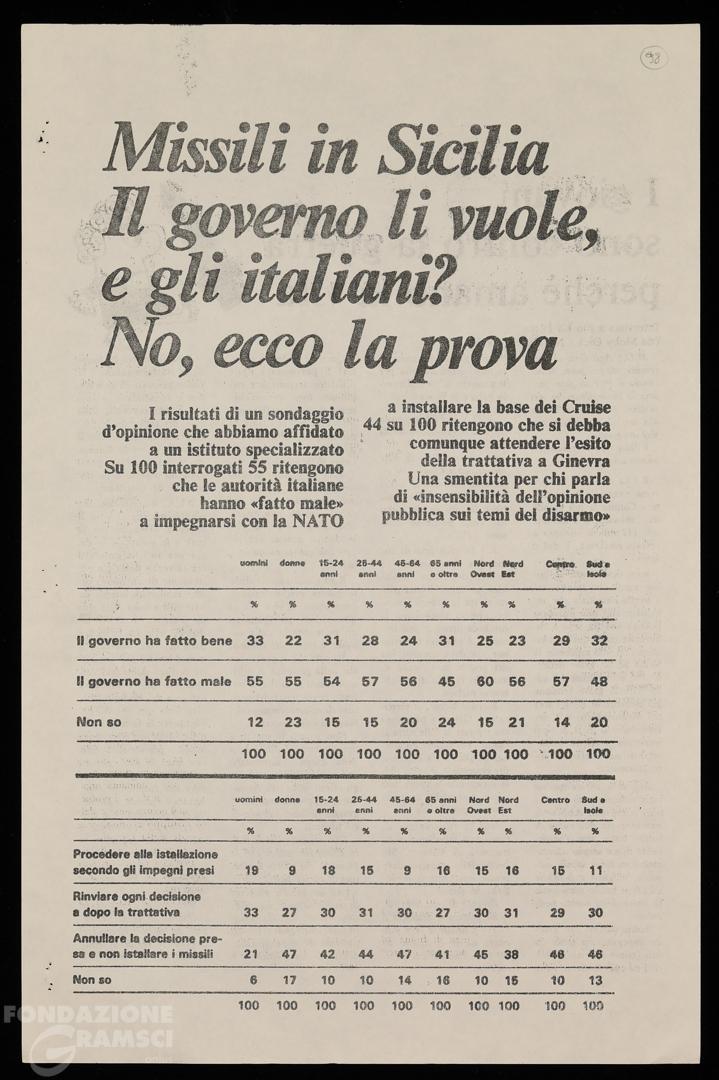 98
Missili in Sicilia
Il governo li vuole,
e gli italiani?
No, ecco la prova
I risultati di un sondaggio
d'opinione che abbiamo affidato
a un istituto specializzato
Su 100 interrogati 55 ritengono
che le autorità italiane
hanno «fatto male»
a impegnarsi con la NATO
a installare la base dei Cruise
44 su 100 ritengono che si debba
comunque attendere l'esito
della trattativa a Ginevra
Una smentita per chi parla
di «insensibilità dell'opinione
pubblica sui temi del disarmo»
uomini donne 15-24 anni 25-44 anni 45-64 anni 65 anni e oltre Nord Ovest Nord Est Centro Sud e Isole
% % % % % % % % % %
Il governo ha fatto bene 33 22 31 28 24 31 25 23 29 32
Il governo ha fatto male 55 55 54 57 56 45 60 56 57 48
Non so 12 23 15 15 20 24 15 21 14 20
100 100 100 100 100 100 100 100 100 100
uomini donne 15-24 anni 25-44 anni 45-64 anni 65 anni e oltre Nord Ovest Nord Est Centro Sud e Isole
% % % % % % % % % %
Procedere alla istallazione
secondo gli impegni presi 19 9 18 15 9 16 15 16 15 11
Rinviare ogni decisione
a dopo la trattativa 33 27 30 31 30 27 30 31 29 30
Annullare la decisione pre-
sa e non istallare i missili 21 47 42 44 47 41 45 38 46 46
Non so 6 17 10 10 14 16 10 15 10 13
100 100 100 100 100 100 100 100 100 100
FONDAZIONE
GRAMSCI